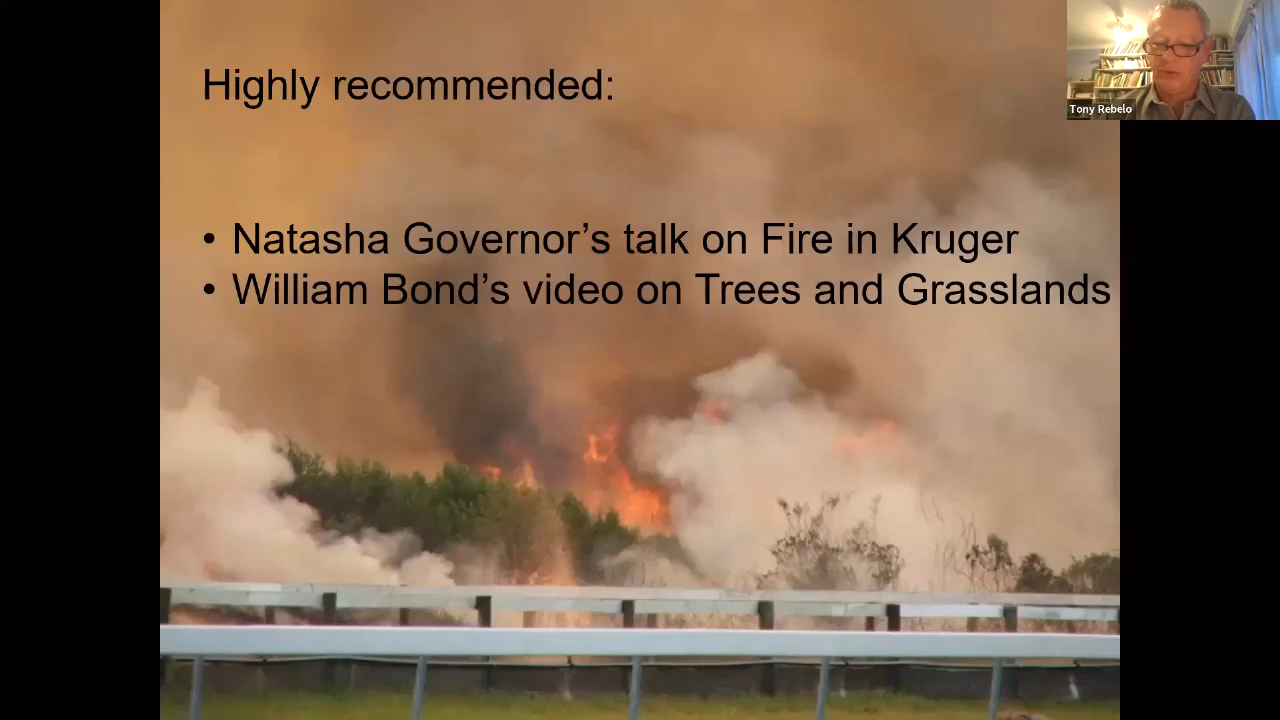 Highly recommended:
Tony Rebelo
• Natasha Governor’s talk on Fire in Kruger
• William Bond’s video on Trees and Grasslands